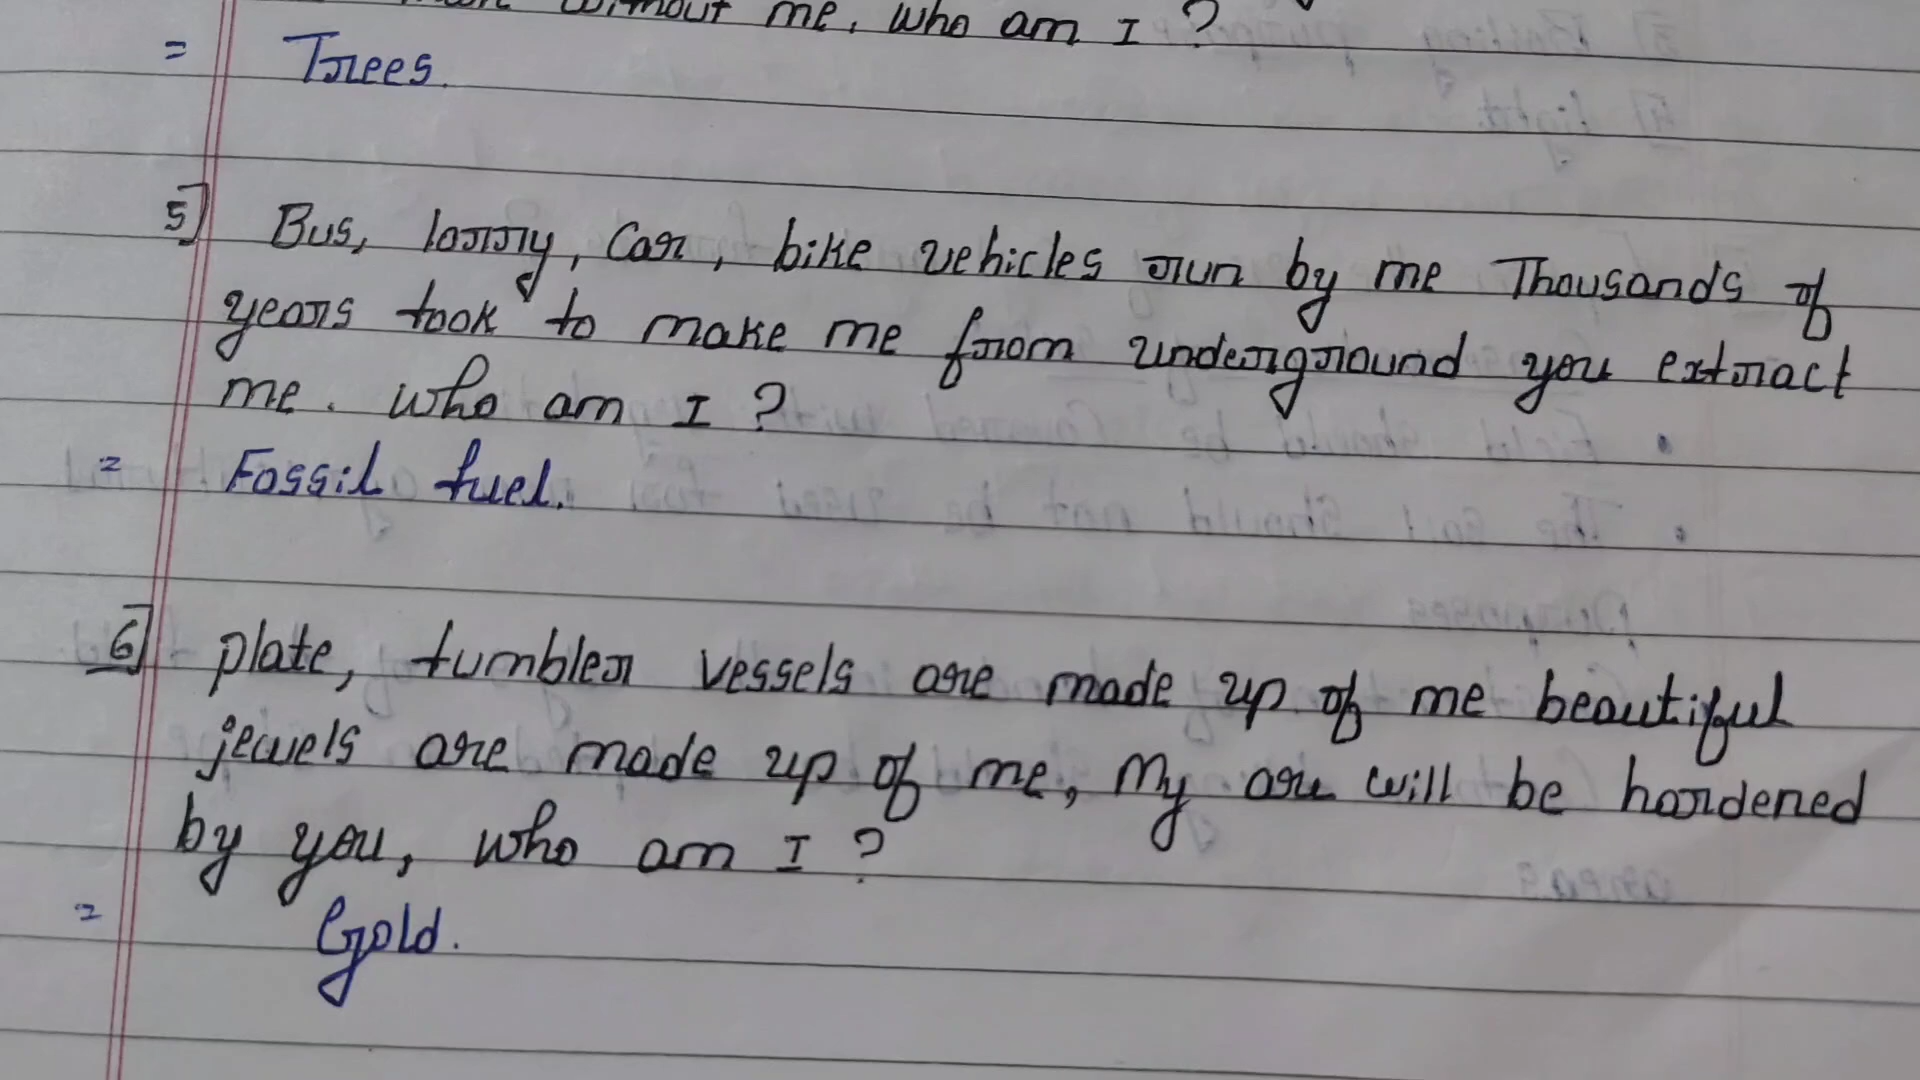 without me, who am I ?
= Trees.
5] Bus, lorry, Car, bike vehicles run by me Thousands of
years took to make me from underground you extract
me. who am I ?
= Fossil fuel.
6] plate, tumbler vessels are made up of me beautiful
jewels are made up of me, My are will be hardened
by you, who am I ?
= Gold.